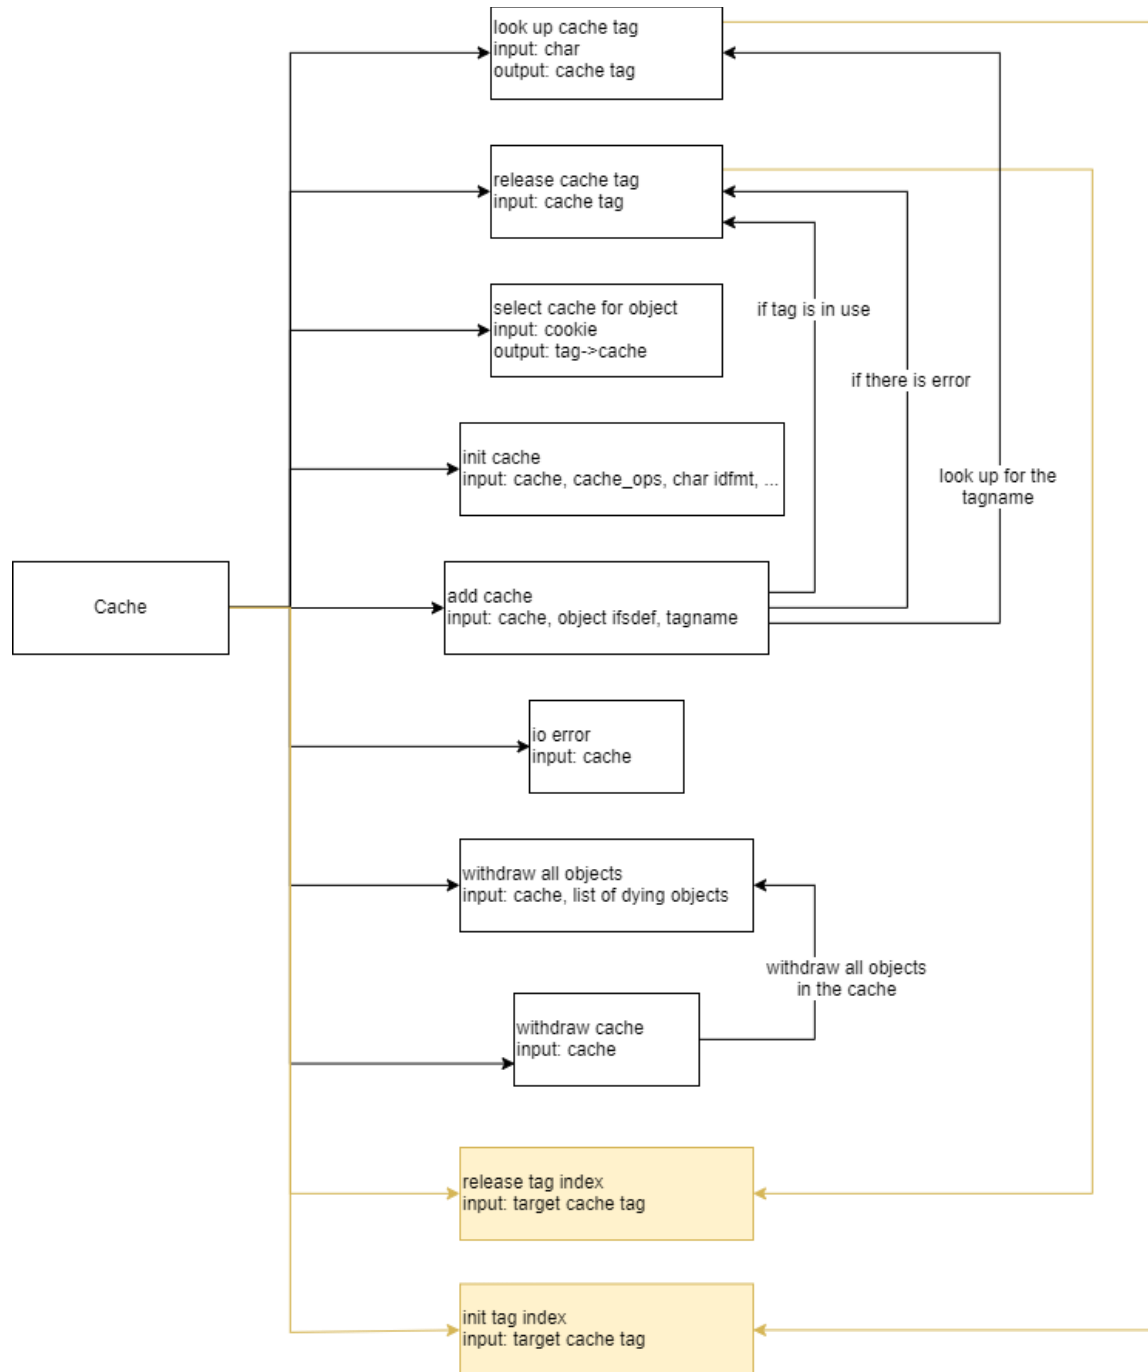 look up cache tag
input: char
output: cache tag
release cache tag
input: cache tag
select cache for object
input: cookie
output: tag->cache
if tag is in use
if there is error
init cache
input: cache, cache_ops, char idfmt, ...
look up for the
tagname
Cache
add cache
input: cache, object ifsdef, tagname
io error
input: cache
withdraw all objects
input: cache, list of dying objects
withdraw all objects
in the cache
withdraw cache
input: cache
release tag index
input: target cache tag
init tag index
input: target cache tag